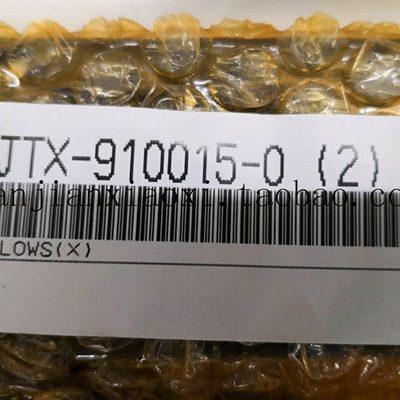 JTX-910015-0 (2)
anjianxiaoxi.taobao.com
LOWS(X)